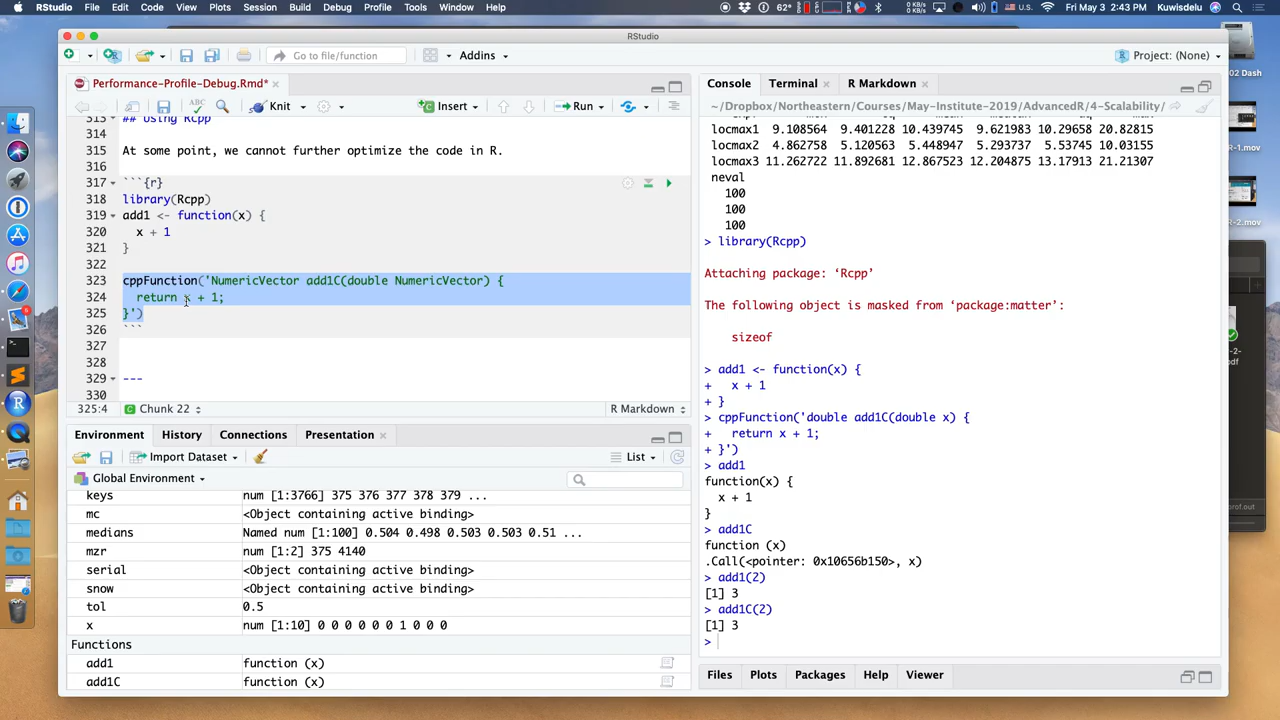 RStudio File Edit Code View Plots Session Build Debug Profile Tools Window Help
62% U.S. Fri May 3 2:43 PM Kuwisdelu
RStudio
Go to file/function Addins Project: (None)
Performance-Profile-Debug.Rmd*
ABC Knit Insert Run
313 ## Using Rcpp
314
315 At some point, we cannot further optimize the code in R.
316
317 ```{r}
318 library(Rcpp)
319 add1 <- function(x) {
320   x + 1
321 }
322
323 cppFunction('NumericVector add1C(double NumericVector) {
324   return x + 1;
325 }')
326 ```
327
328
329 ---
330
325:4 Chunk 22 R Markdown
Environment History Connections Presentation
Import Dataset List
Global Environment
keys num [1:3766] 375 376 377 378 379 ...
mc <Object containing active binding>
medians Named num [1:100] 0.504 0.498 0.503 0.503 0.51 ...
mzr num [1:2] 375 4140
serial <Object containing active binding>
snow <Object containing active binding>
tol 0.5
x num [1:10] 0 0 0 0 0 0 1 0 0 0
Functions
add1 function (x)
add1C function (x)
Console Terminal R Markdown
~/Dropbox/Northeastern/Courses/May-Institute-2019/AdvancedR/4-Scalability/
locmax1 9.108564 9.401228 10.439745 9.621983 10.29658 20.82815
locmax2 4.862758 5.120563 5.448947 5.293737 5.53745 10.03155
locmax3 11.262722 11.892681 12.867523 12.204875 13.17913 21.21307
neval
100
100
100
> library(Rcpp)
Attaching package: ‘Rcpp’
The following object is masked from ‘package:matter’:
sizeof
> add1 <- function(x) {
+   x + 1
+ }
> cppFunction('double add1C(double x) {
+   return x + 1;
+ }')
> add1
function(x) {
  x + 1
}
> add1C
function (x)
.Call(<pointer: 0x10656b150>, x)
> add1(2)
[1] 3
> add1C(2)
[1] 3
>
Files Plots Packages Help Viewer
02 Dash
R-1.mov
R-2.mov